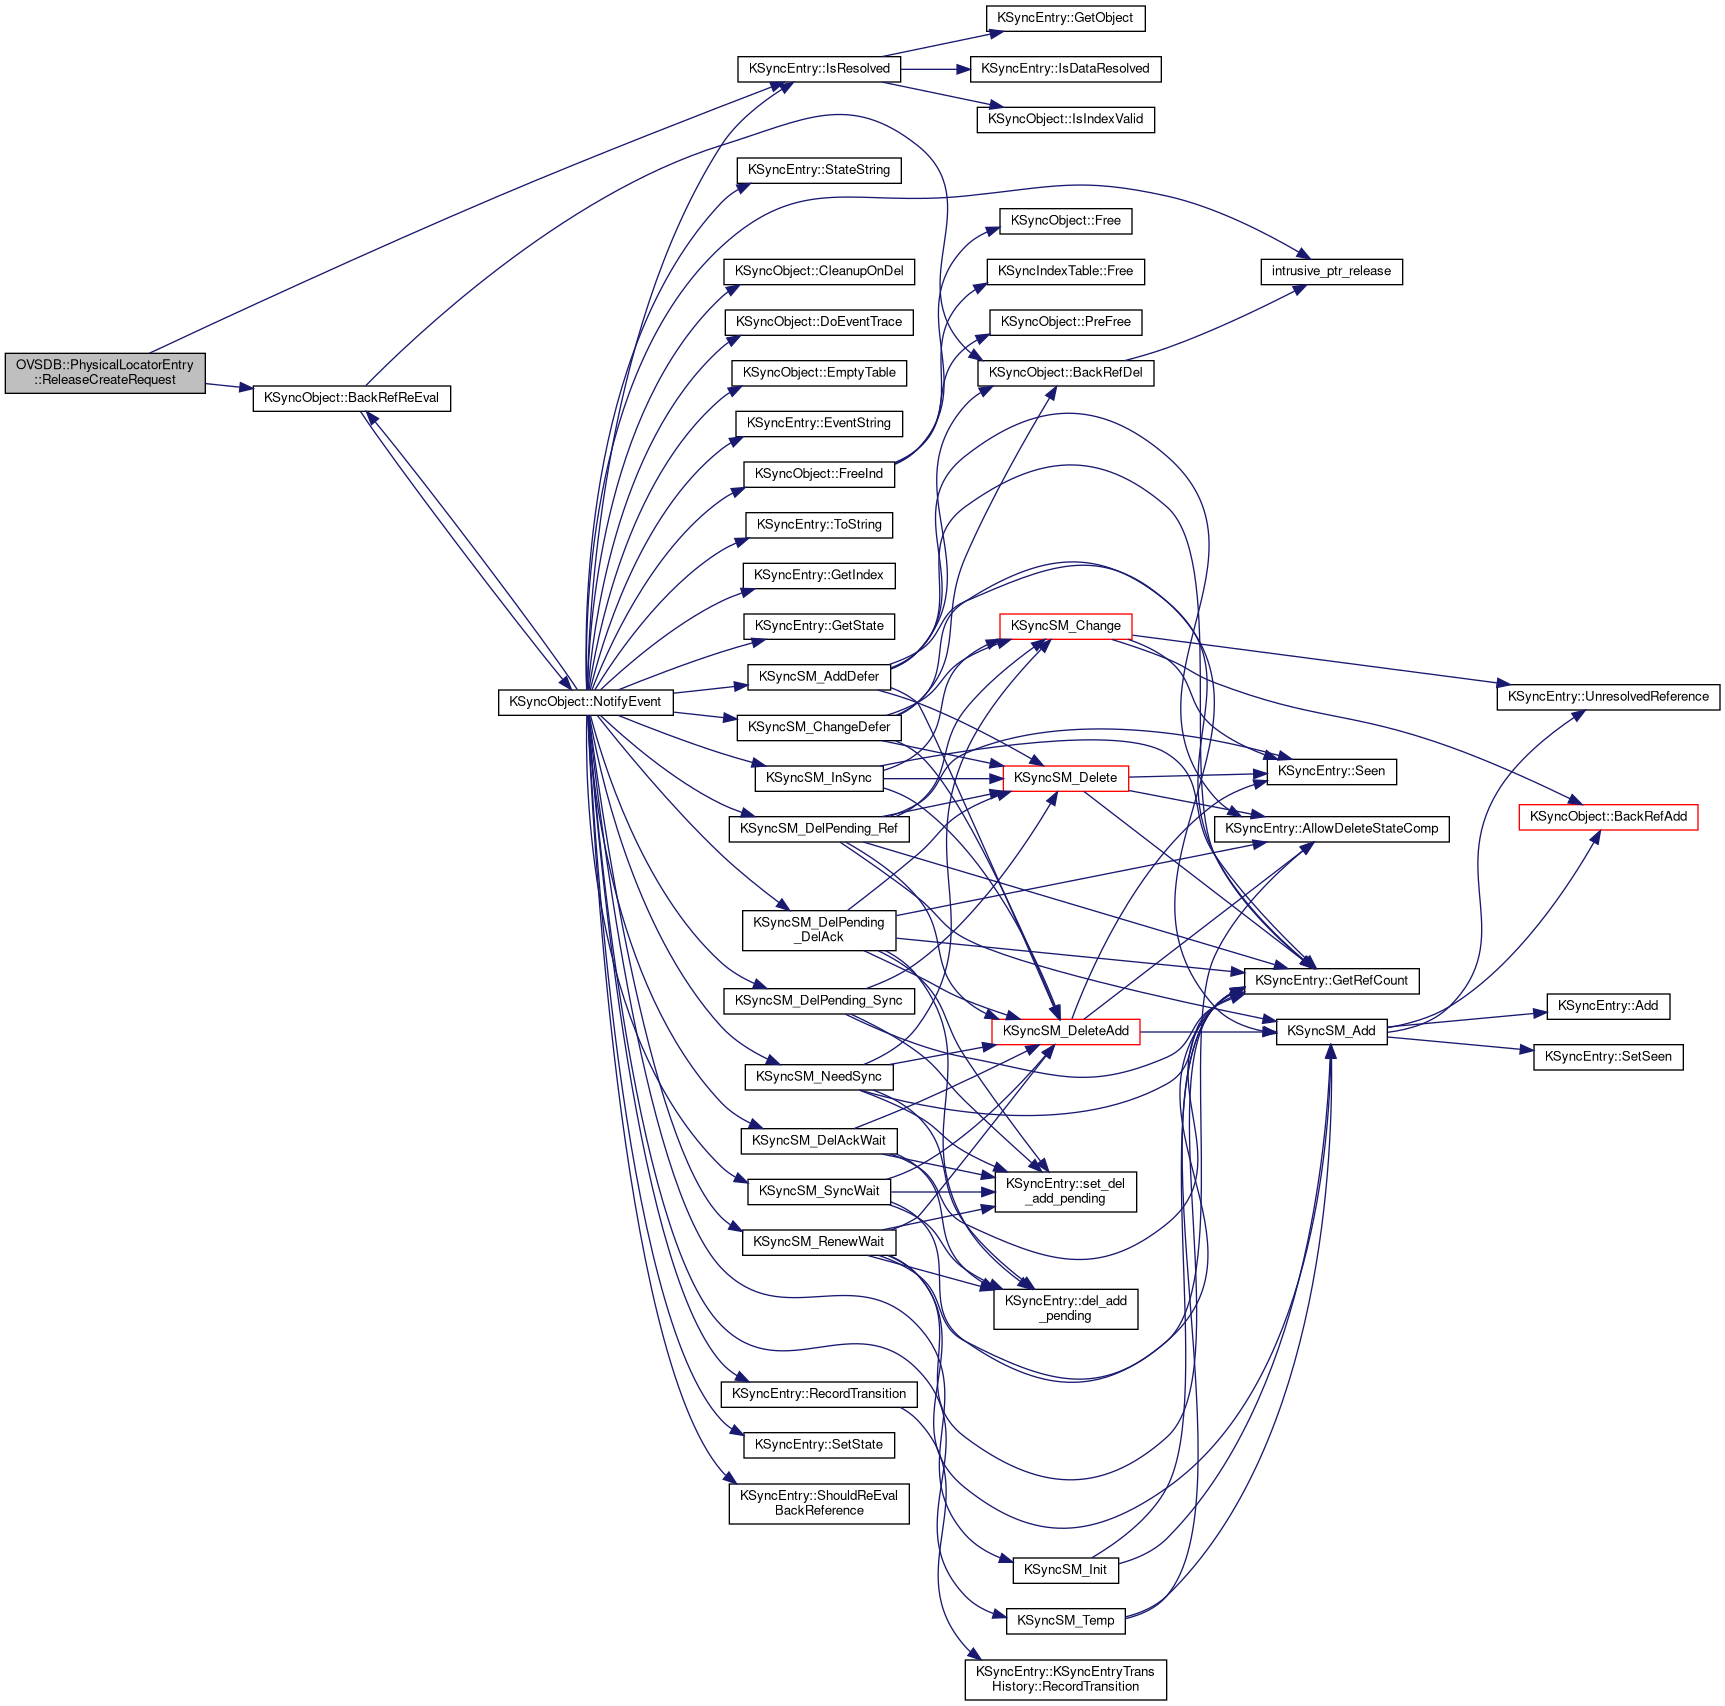 KSyncEntry::GetObject
KSyncEntry::IsResolved
KSyncEntry::IsDataResolved
KSyncObject::IsIndexValid
KSyncEntry::StateString
KSyncObject::Free
KSyncObject::CleanupOnDel
KSyncIndexTable::Free
intrusive_ptr_release
KSyncObject::DoEventTrace
KSyncObject::PreFree
OVSDB::PhysicalLocatorEntry
::ReleaseCreateRequest
KSyncObject::EmptyTable
KSyncObject::BackRefDel
KSyncObject::BackRefReEval
KSyncEntry::EventString
KSyncObject::FreeInd
KSyncEntry::ToString
KSyncEntry::GetIndex
KSyncEntry::GetState
KSyncSM_Change
KSyncSM_AddDefer
KSyncObject::NotifyEvent
KSyncEntry::UnresolvedReference
KSyncSM_ChangeDefer
KSyncSM_InSync
KSyncSM_Delete
KSyncEntry::Seen
KSyncSM_DelPending_Ref
KSyncEntry::AllowDeleteStateComp
KSyncObject::BackRefAdd
KSyncSM_DelPending
_DelAck
KSyncEntry::GetRefCount
KSyncSM_DelPending_Sync
KSyncEntry::Add
KSyncSM_DeleteAdd
KSyncSM_Add
KSyncEntry::SetSeen
KSyncSM_NeedSync
KSyncSM_DelAckWait
KSyncSM_SyncWait
KSyncEntry::set_del
_add_pending
KSyncSM_RenewWait
KSyncEntry::del_add
_pending
KSyncEntry::RecordTransition
KSyncEntry::SetState
KSyncEntry::ShouldReEval
BackReference
KSyncSM_Init
KSyncSM_Temp
KSyncEntry::KSyncEntryTrans
History::RecordTransition